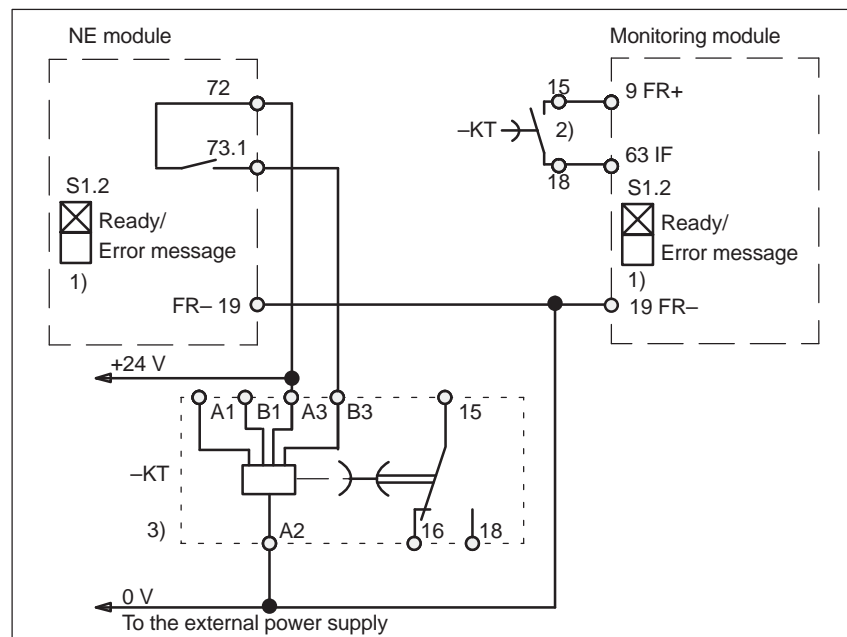 NE module
Monitoring module
72
15
9 FR+
–KT
2)
73.1
63 IF
18
S1.2
Ready/
Error message
1)
S1.2
Ready/
Error message
1)
FR– 19
19 FR–
+24 V
A1
B1
A3
B3
15
–KT
3)
A2
16
18
0 V
To the external power supply